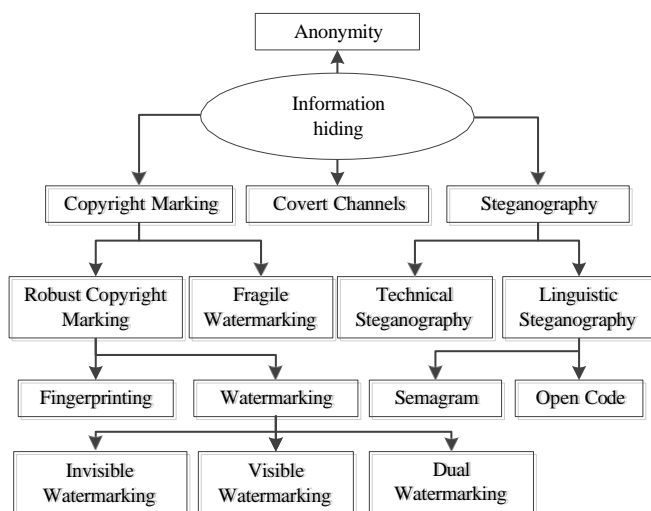 Anonymity
Information
hiding
Copyright Marking
Covert Channels
Steganography
Robust Copyright
Marking
Fragile
Watermarking
Technical
Steganography
Linguistic
Steganography
Fingerprinting
Watermarking
Semagram
Open Code
Invisible
Watermarking
Visible
Watermarking
Dual
Watermarking